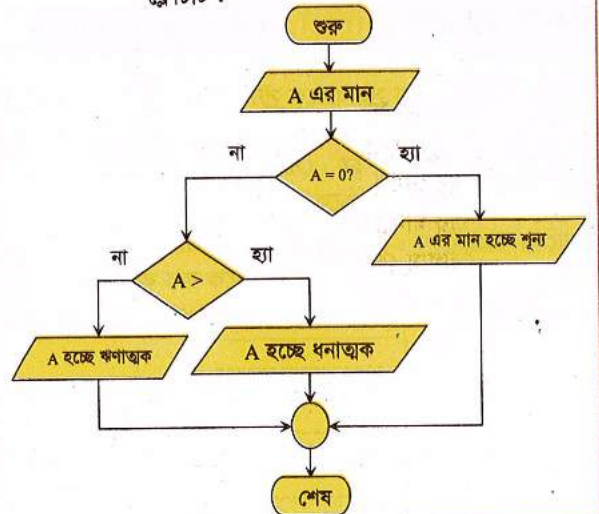 শুরু
A এর মান
না
হ্যা
A = 0?
A এর মান হচ্ছে শূন্য
না
হ্যা
A >
A হচ্ছে ঋণাত্মক
A হচ্ছে ধনাত্মক
শেষ